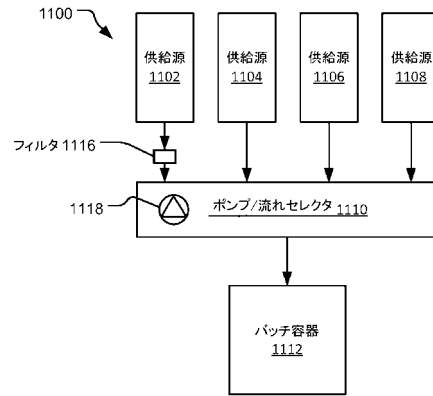 1100
供給源
1102
供給源
1104
供給源
1106
供給源
1108
フィルタ 1116
1118
ポンプ/流れセレクタ 1110
バッチ容器
1112